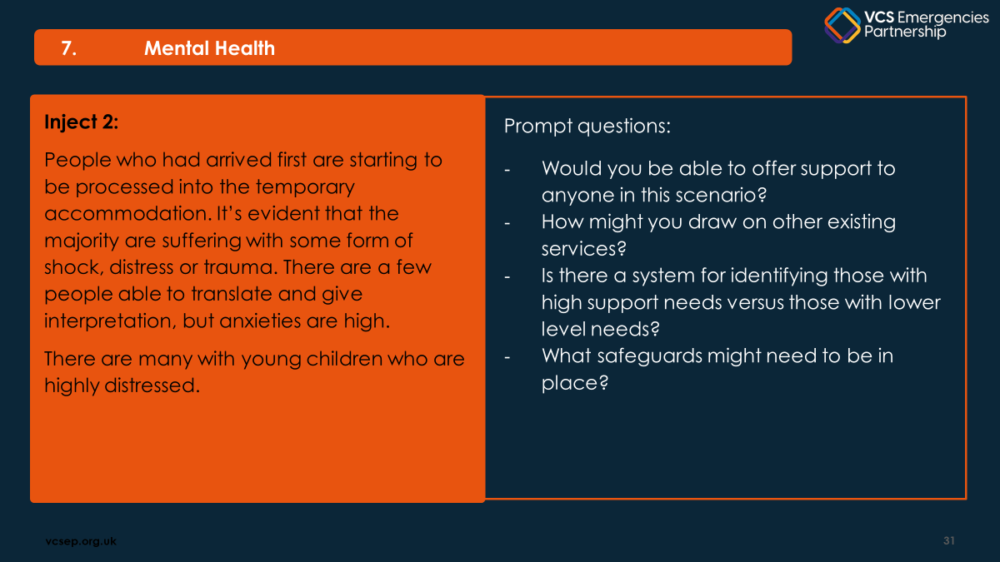 VCS Emergencies
Partnership
7. Mental Health
Inject 2:
People who had arrived first are starting to
be processed into the temporary
accommodation. It’s evident that the
majority are suffering with some form of
shock, distress or trauma. There are a few
people able to translate and give
interpretation, but anxieties are high.
There are many with young children who are
highly distressed.
Prompt questions:
- Would you be able to offer support to
anyone in this scenario?
- How might you draw on other existing
services?
- Is there a system for identifying those with
high support needs versus those with lower
level needs?
- What safeguards might need to be in
place?
vcsep.org.uk
31